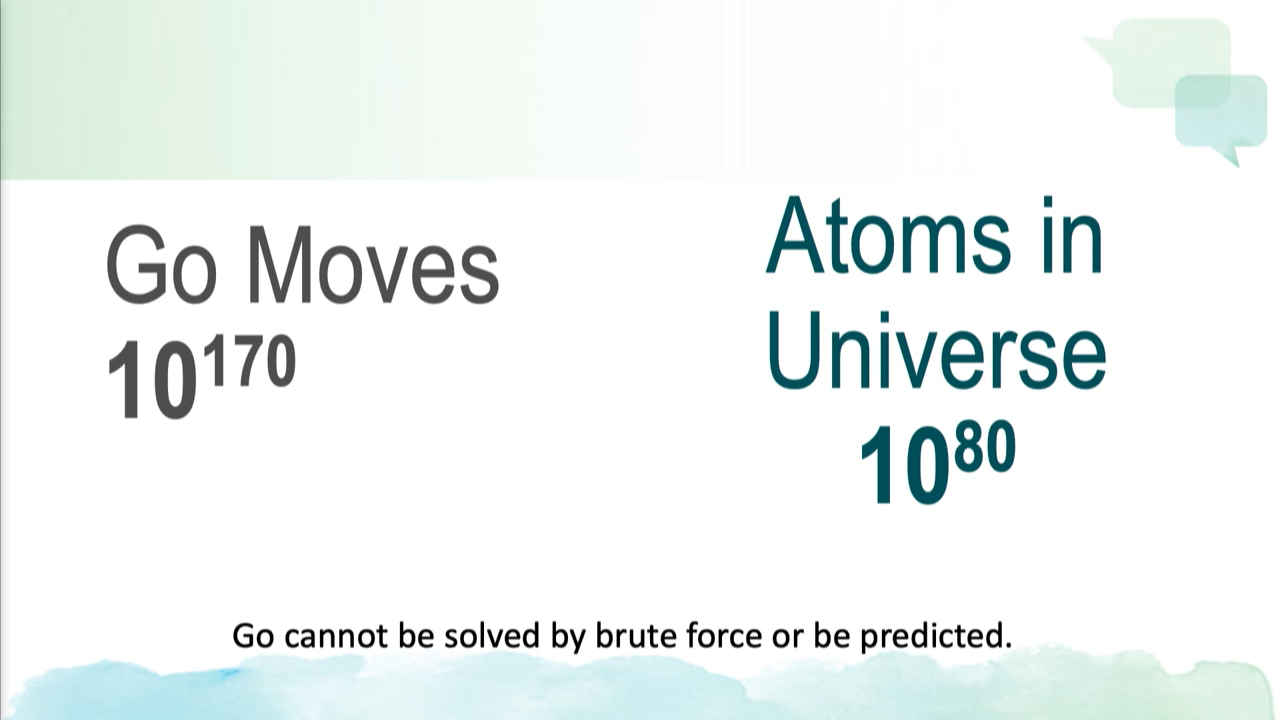 Go Moves
10¹⁷⁰
Atoms in
Universe
10⁸⁰
Go cannot be solved by brute force or be predicted.